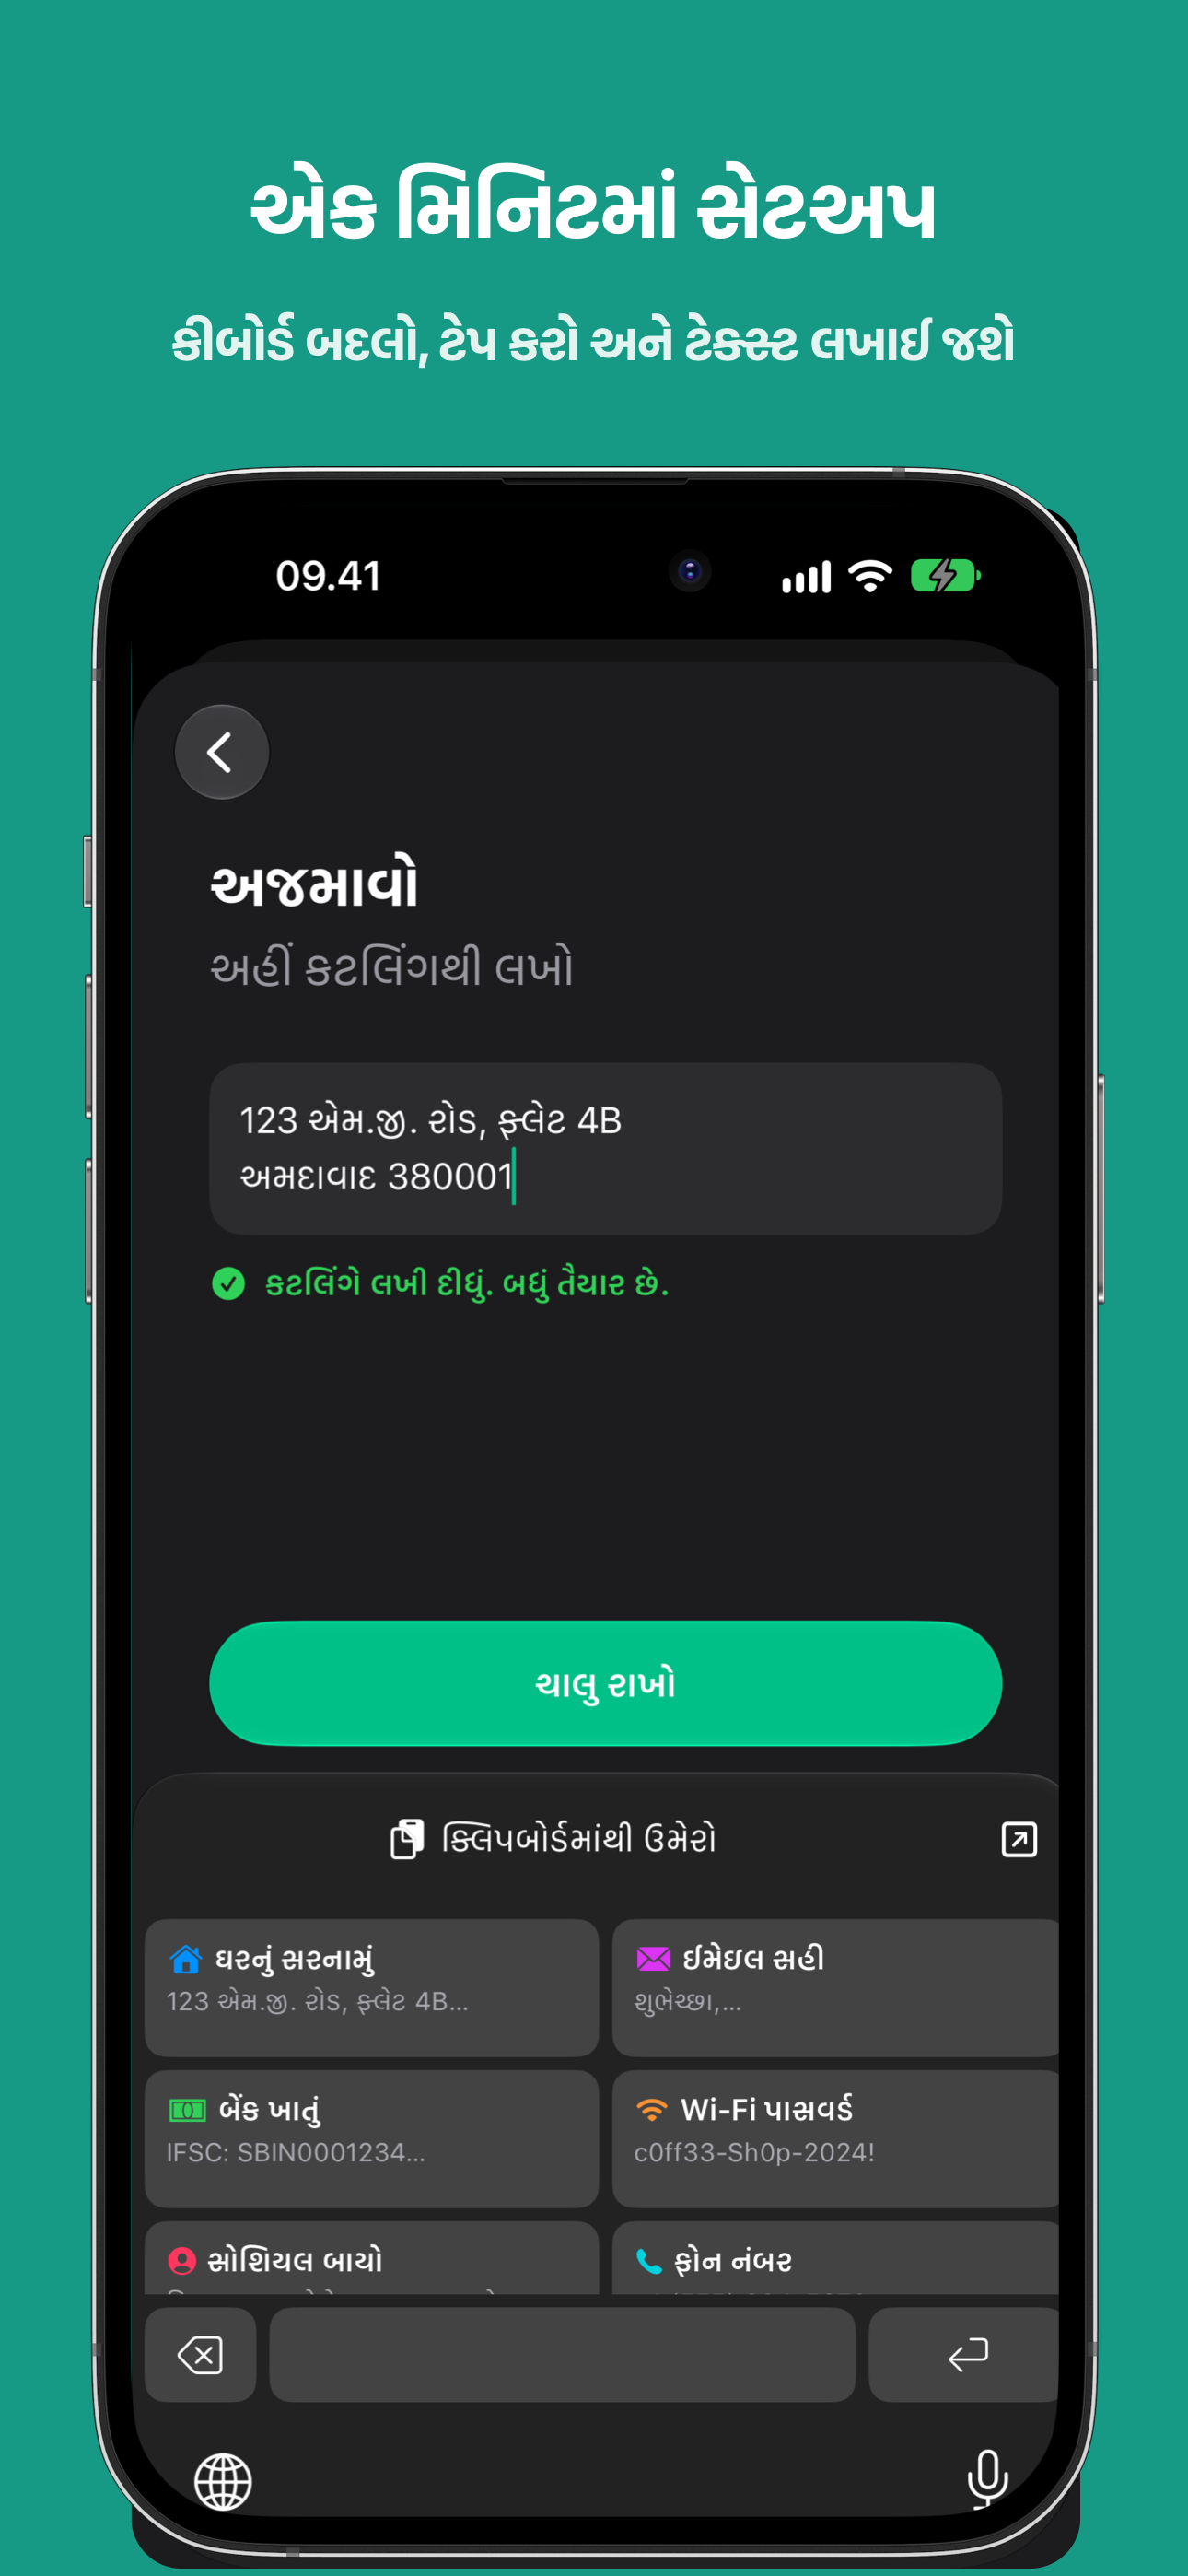 એક મિનિટમાં સેટઅપ
કીબોર્ડ બદલો, ટેપ કરો અને ટેક્સ્ટ લખાઈ જશે
09.41
અજમાવો
અહીં કટલિંગથી લખો
123 એમ.જી. રોડ, ફ્લેટ 4B
અમદાવાદ 380001
કટલિંગે લખી દીધું. બધું તૈયાર છે.
ચાલુ રાખો
ક્લિપબોર્ડમાંથી ઉમેરો
ઘરનું સરનામું
123 એમ.જી. રોડ, ફ્લેટ 4B...
ઈમેઇલ સહી
શુભેચ્છા,...
બેંક ખાતું
IFSC: SBIN0001234...
Wi-Fi પાસવર્ડ
c0ff33-Sh0p-2024!
સોશિયલ બાયો
ફોન નંબર